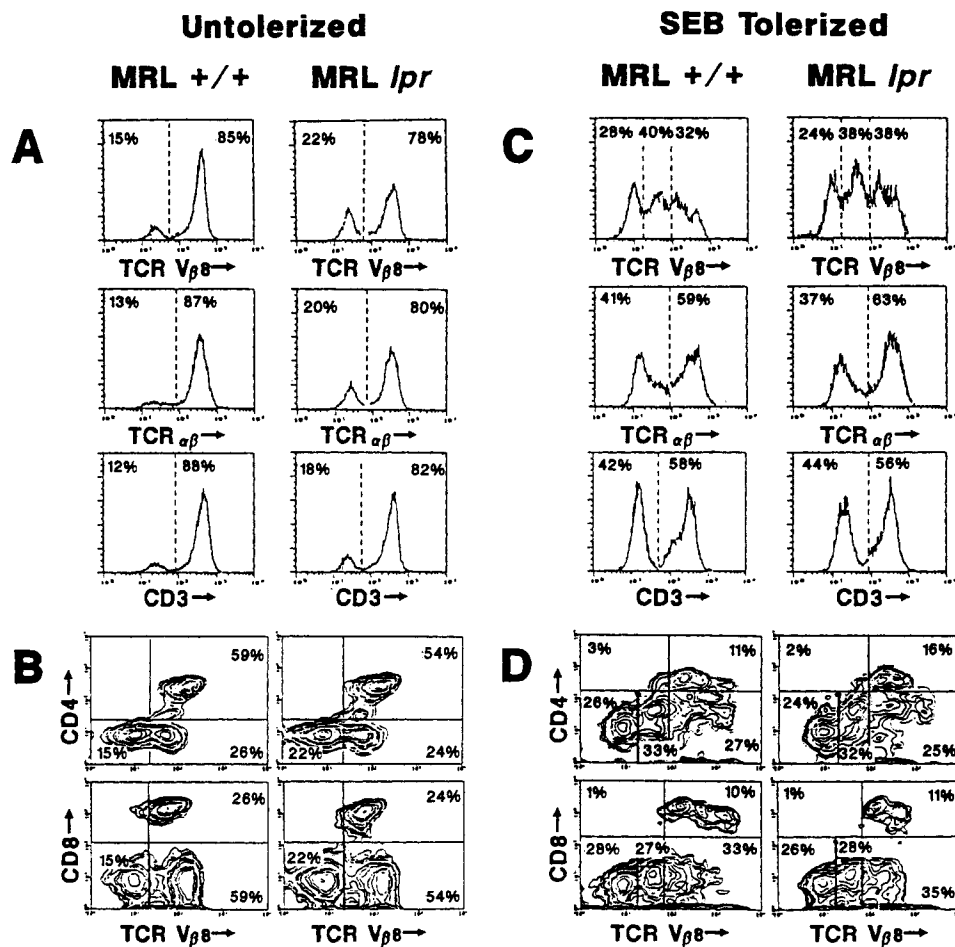 Untolerized
SEB Tolerized
MRL +/+
MRL lpr
MRL +/+
MRL lpr
A
15% 85%
22% 78%
TCR Vβ8→
TCR Vβ8→
13% 87%
20% 80%
TCR αβ→
TCR αβ→
12% 88%
18% 82%
CD3→
CD3→
C
28% 40% 32%
24% 38% 38%
TCR Vβ8→
TCR Vβ8→
41% 59%
37% 63%
TCR αβ→
TCR αβ→
42% 58%
44% 56%
CD3→
CD3→
B
CD4→
59%
54%
15% 26%
22% 24%
CD8→
26%
24%
15%
22%
59%
54%
TCR Vβ8→
TCR Vβ8→
D
CD4→
3% 11%
2% 16%
26%
24%
33% 27%
32% 25%
CD8→
1% 10%
1% 11%
28% 27% 33%
26% 28%
35%
TCR Vβ8→
TCR Vβ8→